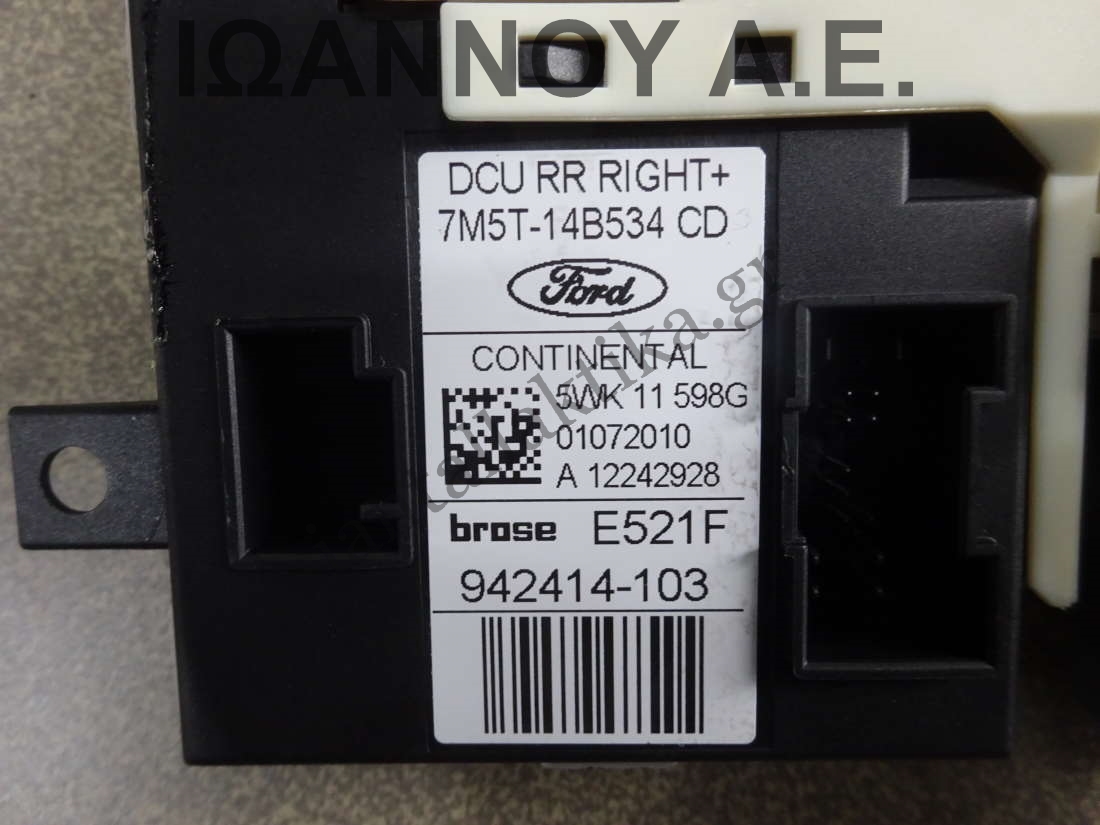 ΙΩΑΝΝΟΥ Α.Ε.
DCU RR RIGHT+
7M5T-14B534 CD
Ford
CONTINENTAL
5WK 11 598G
01072010
A 12242928
brose E521F
942414-103